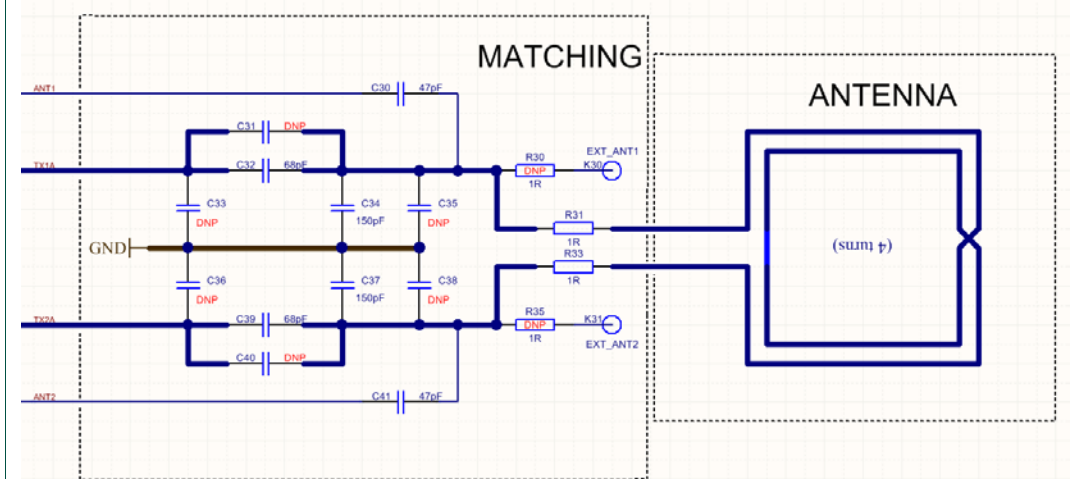 MATCHING
ANTENNA
ANT1
C30 47pF
C31 DNP
TX1A
C32 68pF
R30
DNP
1R
EXT_ANT1
K30
C33
DNP
C34
150pF
C35
DNP
R31
1R
GND
(4 turns)
R33
1R
C36
DNP
C37
150pF
C38
DNP
TX2A
C39 68pF
R35
DNP
1R
K31
EXT_ANT2
C40 DNP
ANT2
C41 47pF